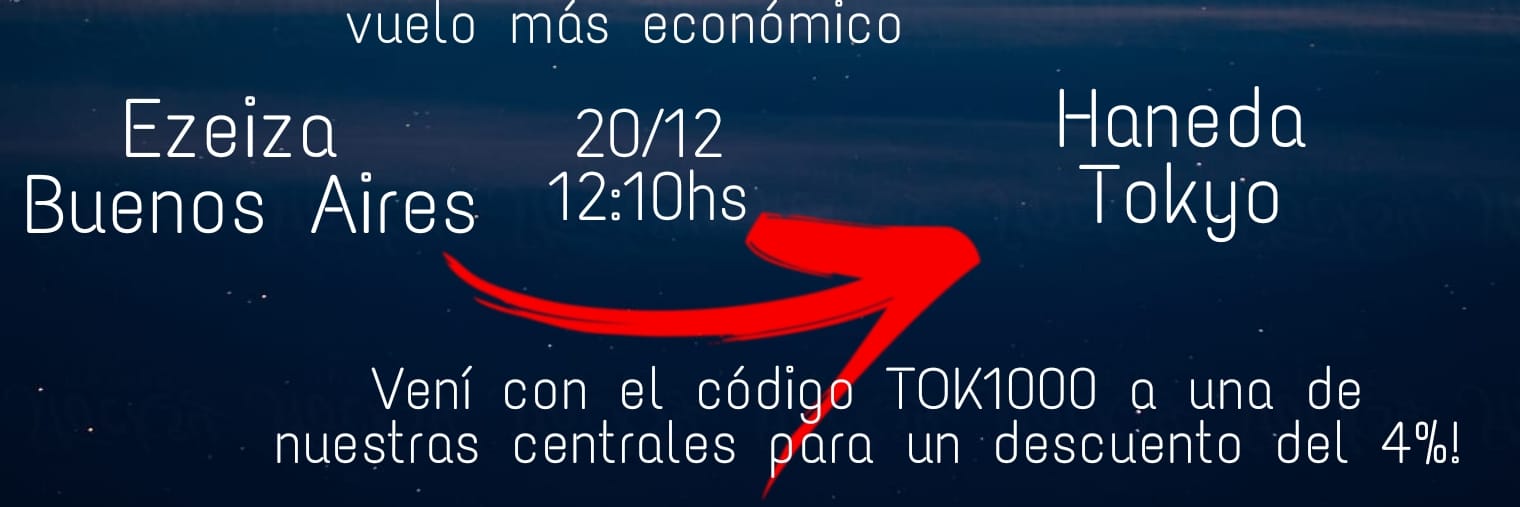 vuelo más económico
Ezeiza
Buenos Aires
20/12
12:10hs
Haneda
Tokyo
Vení con el código TOK1000 a una de
nuestras centrales para un descuento del 4%!